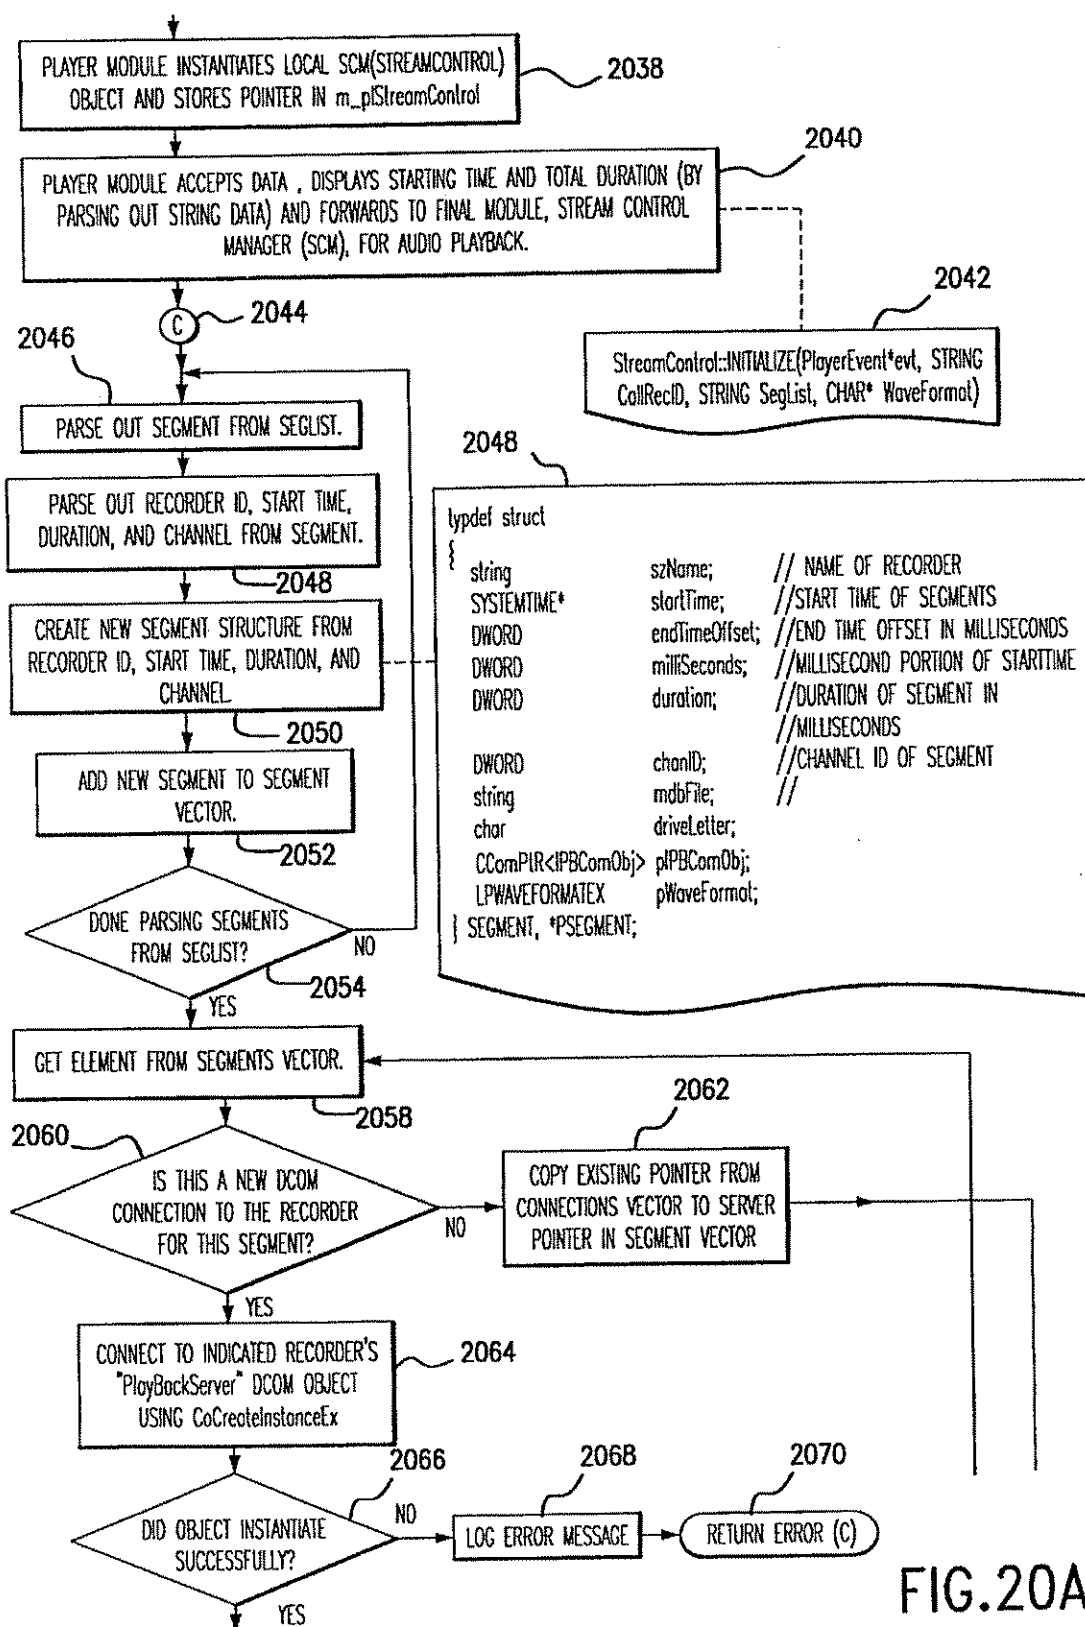 PLAYER MODULE INSTANTIATES LOCAL SCM(STREAMCONTROL)
OBJECT AND STORES POINTER IN m_plStreamControl
2038
2040
PLAYER MODULE ACCEPTS DATA , DISPLAYS STARTING TIME AND TOTAL DURATION (BY
PARSING OUT STRING DATA) AND FORWARDS TO FINAL MODULE, STREAM CONTROL
MANAGER (SCM), FOR AUDIO PLAYBACK.
2042
C
2044
StreamControl::INITIALIZE(PlayerEvent*evt, STRING
CallRecID, STRING SegList, CHAR* WaveFormat)
2046
PARSE OUT SEGMENT FROM SEGLIST.
PARSE OUT RECORDER ID, START TIME,
DURATION, AND CHANNEL FROM SEGMENT.
2048
2048
typdef struct
{
string szName; // NAME OF RECORDER
SYSTEMTIME* startTime; //START TIME OF SEGMENTS
DWORD endTimeOffset; //END TIME OFFSET IN MILLISECONDS
DWORD milliSeconds; //MILLISECOND PORTION OF STARTTIME
DWORD duration; //DURATION OF SEGMENT IN
//MILLISECONDS
DWORD chanID; //CHANNEL ID OF SEGMENT
string mdbFile; //
char driveLetter;
CComPtR<IPBComObj> pIPBComObj;
LPWAVEFORMATEX pWaveFormat;
} SEGMENT, *PSEGMENT;
CREATE NEW SEGMENT STRUCTURE FROM
RECORDER ID, START TIME, DURATION, AND
CHANNEL.
2050
ADD NEW SEGMENT TO SEGMENT
VECTOR.
2052
DONE PARSING SEGMENTS
FROM SEGLIST?
NO
2054
YES
GET ELEMENT FROM SEGMENTS VECTOR.
2058
2060
IS THIS A NEW DCOM
CONNECTION TO THE RECORDER
FOR THIS SEGMENT?
NO
2062
COPY EXISTING POINTER FROM
CONNECTIONS VECTOR TO SERVER
POINTER IN SEGMENT VECTOR
YES
CONNECT TO INDICATED RECORDER'S
"PlayBackServer" DCOM OBJECT
USING CoCreateInstanceEx
2064
2066
DID OBJECT INSTANTIATE
SUCCESSFULLY?
NO
2068
LOG ERROR MESSAGE
2070
RETURN ERROR (C)
YES
FIG.20A